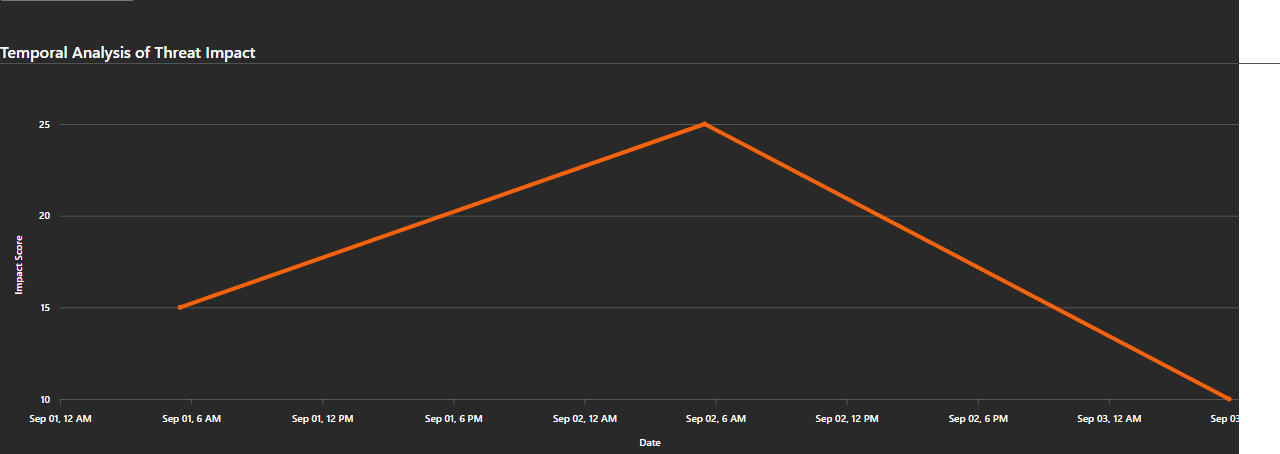 Temporal Analysis of Threat Impact
25
20
15
10
Impact Score
Sep 01, 12 AM Sep 01, 6 AM Sep 01, 12 PM Sep 01, 6 PM Sep 02, 12 AM Sep 02, 6 AM Sep 02, 12 PM Sep 02, 6 PM Sep 03, 12 AM Sep 03
Date